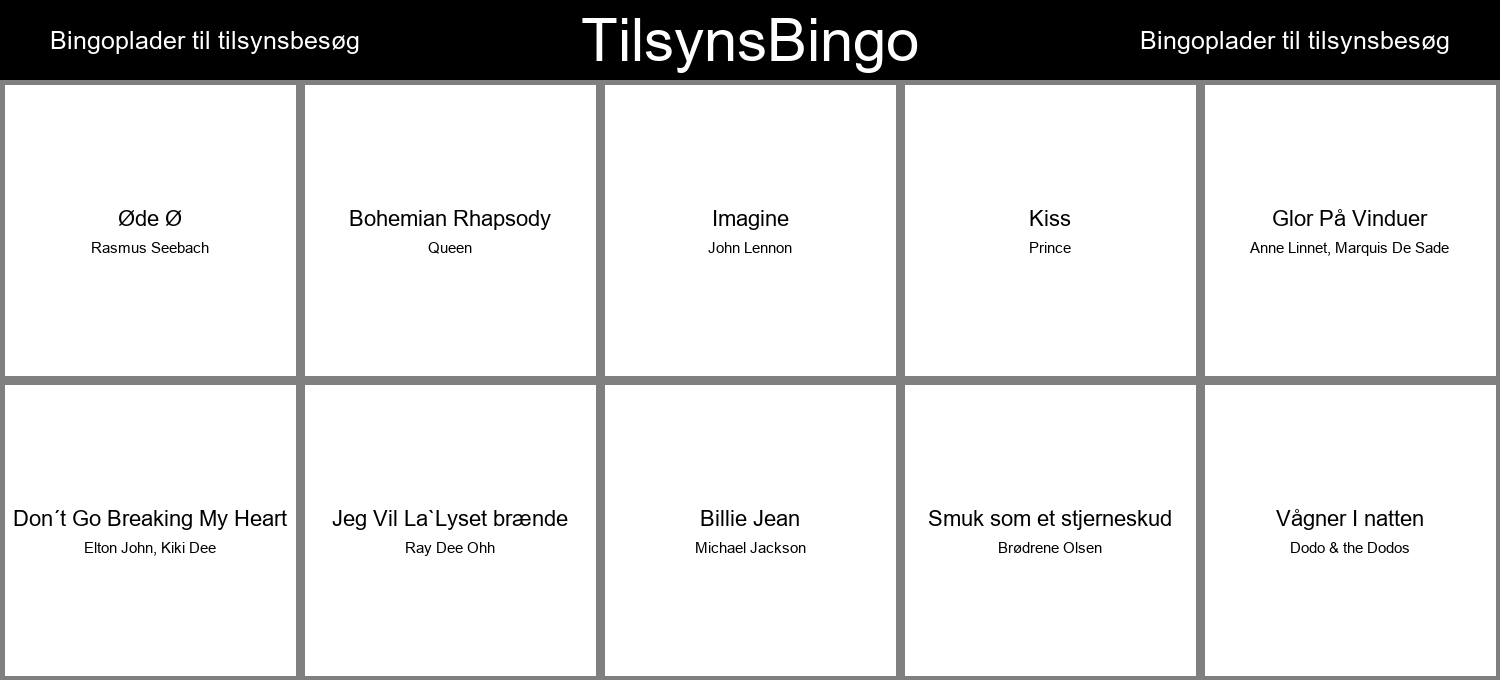 Bingoplader til tilsynsbesøg
TilsynsBingo
Bingoplader til tilsynsbesøg
Øde Ø
Rasmus Seebach
Bohemian Rhapsody
Queen
Imagine
John Lennon
Kiss
Prince
Glor På Vinduer
Anne Linnet, Marquis De Sade
Don´t Go Breaking My Heart
Elton John, Kiki Dee
Jeg Vil La`Lyset brænde
Ray Dee Ohh
Billie Jean
Michael Jackson
Smuk som et stjerneskud
Brødrene Olsen
Vågner I natten
Dodo & the Dodos